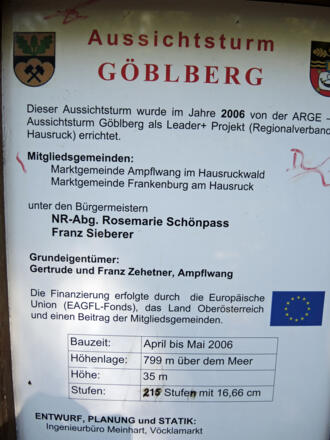 Aussichtsturm
GÖBLBERG
Dieser Aussichtsturm wurde im Jahre 2006 von der ARGE -
Aussichtsturm Göblberg als Leader+ Projekt (Regionalverband
Hausruck) errichtet.
Mitgliedsgemeinden:
Marktgemeinde Ampflwang im Hausruckwald
Marktgemeinde Frankenburg am Hausruck
unter den Bürgermeistern
NR-Abg. Rosemarie Schönpass
Franz Sieberer
Grundeigentümer:
Gertrude und Franz Zehetner, Ampflwang
Die Finanzierung erfolgte durch die Europäische
Union (EAGFL-Fonds), das Land Oberösterreich
und einen Beitrag der Mitgliedsgemeinden.
Bauzeit: April bis Mai 2006
Höhenlage: 799 m über dem Meer
Höhe: 35 m
Stufen: 215 Stufen mit 16,66 cm
ENTWURF, PLANUNG und STATIK:
Ingenieurbüro Meinhart, Vöcklamarkt